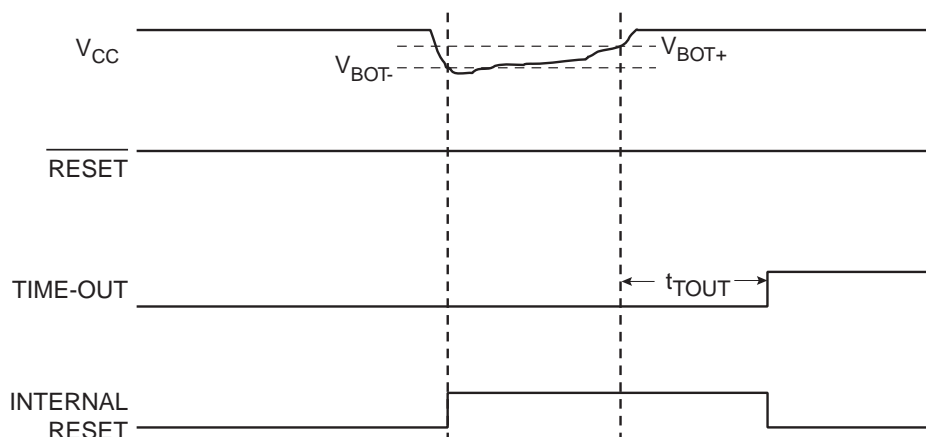 V_CC
V_BOT-
V_BOT+
RESET
TIME-OUT
t_TOUT
INTERNAL
RESET